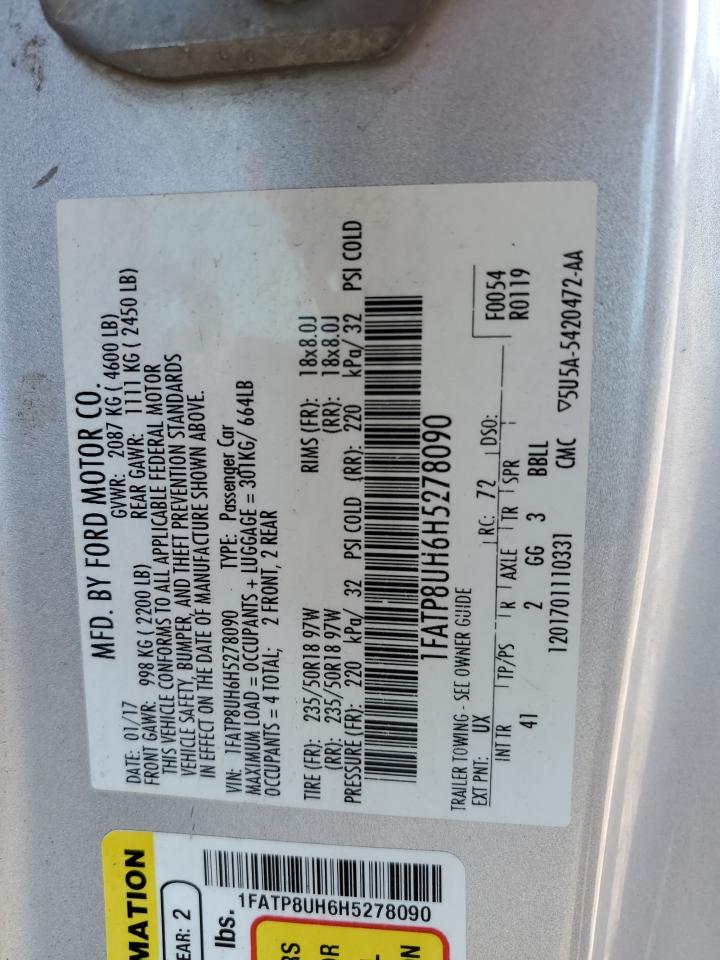 MFD. BY FORD MOTOR CO.
DATE: 01/17 GVWR: 2087 KG ( 4600 LB)
FRONT GAWR: 998 KG ( 2200 LB) REAR GAWR: 1111 KG ( 2450 LB)
THIS VEHICLE CONFORMS TO ALL APPLICABLE FEDERAL MOTOR
VEHICLE SAFETY, BUMPER, AND THEFT PREVENTION STANDARDS
IN EFFECT ON THE DATE OF MANUFACTURE SHOWN ABOVE.
VIN: 1FATP8UH6H5278090 TYPE: Passenger Car
MAXIMUM LOAD = OCCUPANTS + LUGGAGE = 301KG/ 664LB
OCCUPANTS = 4 TOTAL; 2 FRONT, 2 REAR
TIRE (FR): 235/50R18 97W RIMS (FR): 18x8.0J
(RR): 235/50R18 97W (RR): 18x8.0J
PRESSURE (FR): 220 kPa/ 32 PSI COLD (RR): 220 kPa/ 32 PSI COLD
1FATP8UH6H5278090
TRAILER TOWING - SEE OWNER GUIDE
EXT PNT: UX RC: 72 DSO: F0054
INT TR TP/PS R AXLE TR SPR R0119
41 2 GG 3 BBLL
1201701110331 CMC ▽5U5A-5420472-AA
MATION
EAR: 2
lbs.
1FATP8UH6H5278090
RS
OR
ON